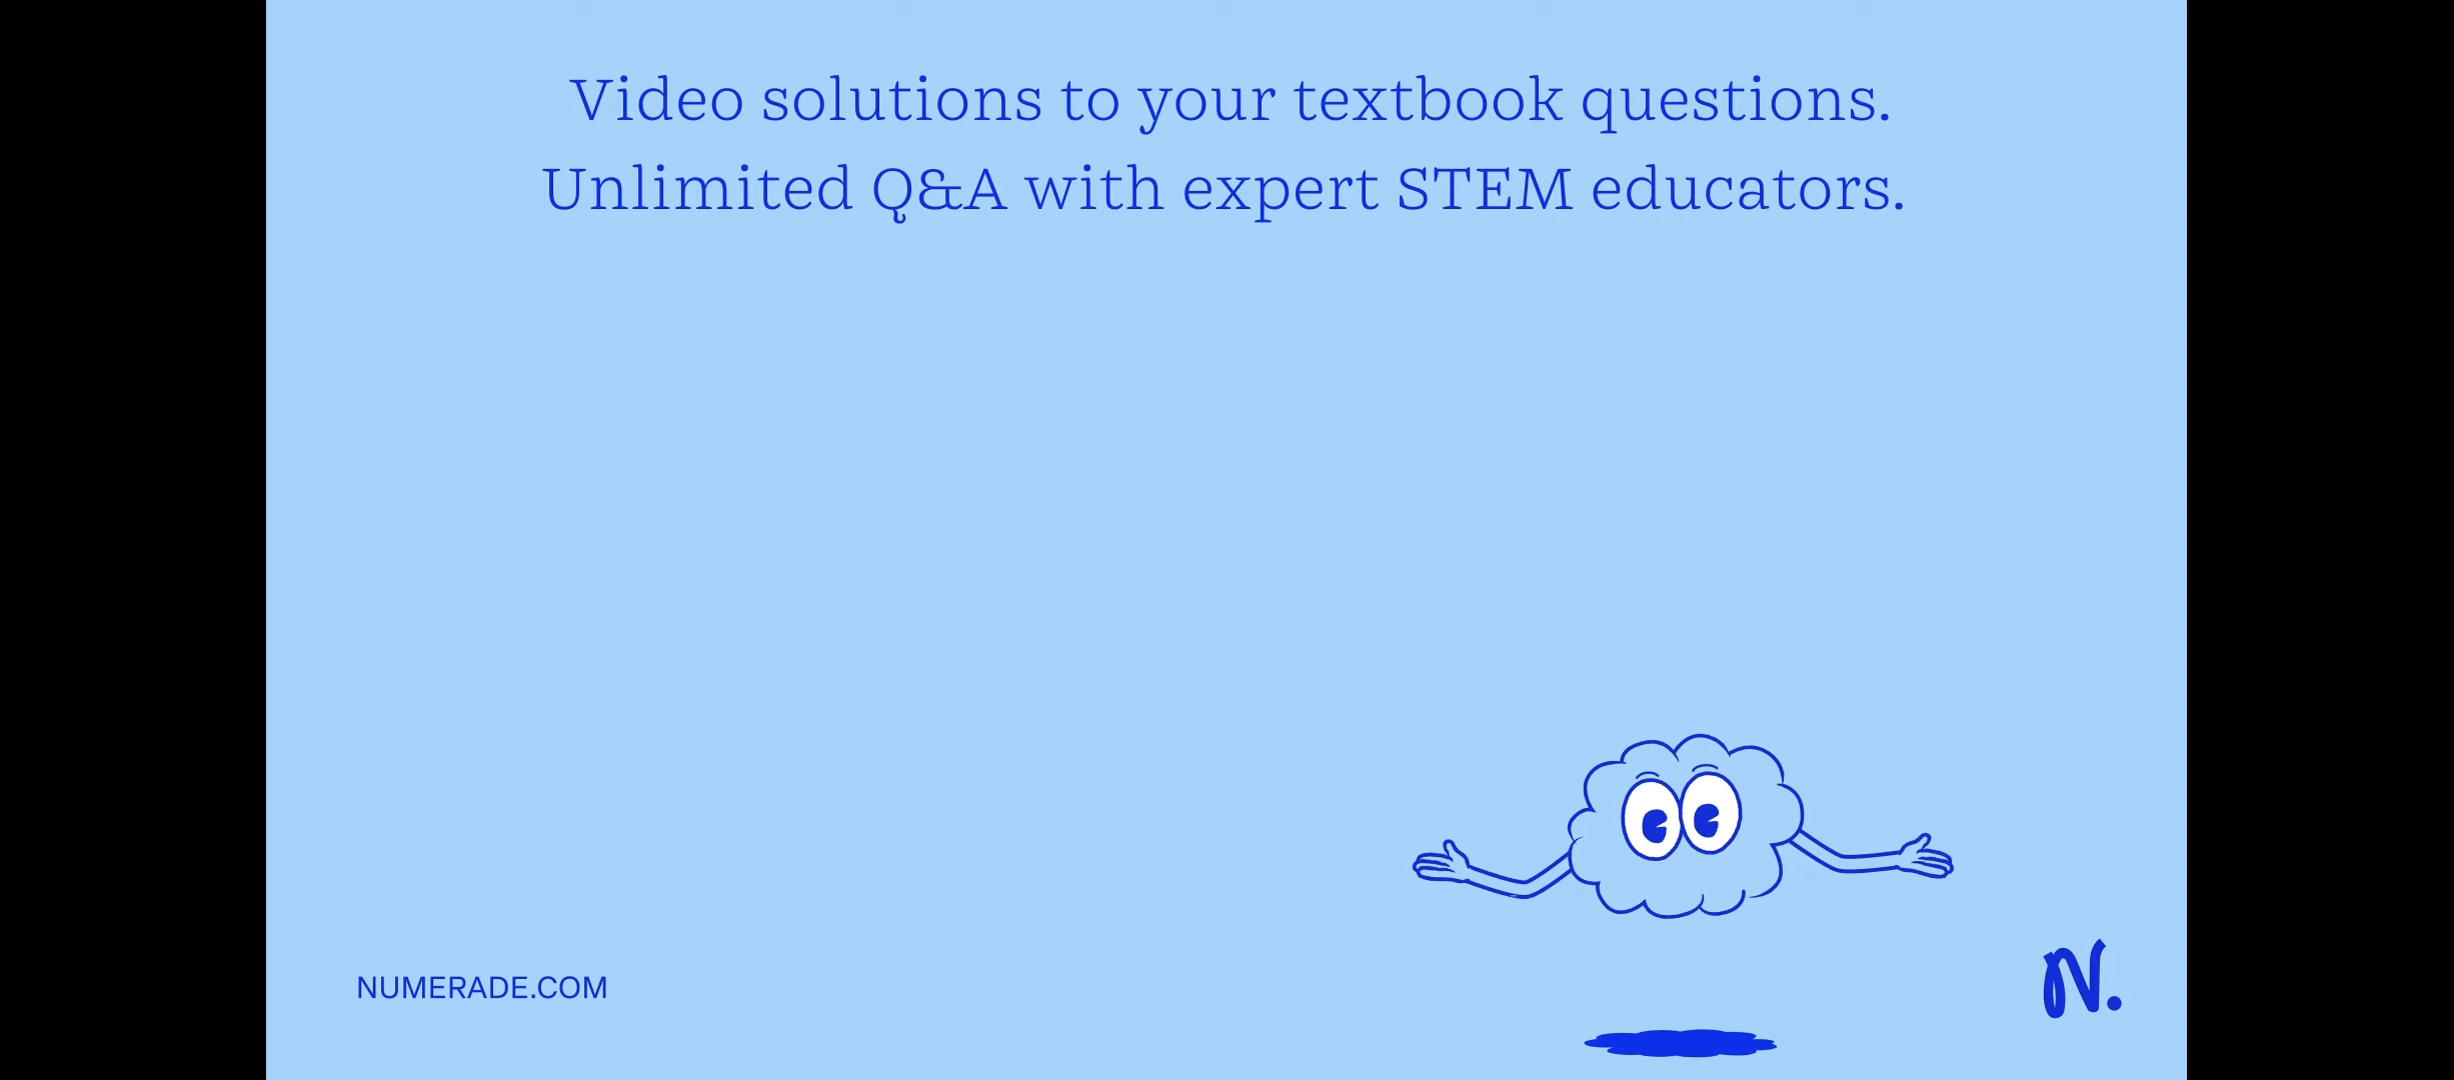 Video solutions to your textbook questions.
Unlimited Q&A with expert STEM educators.
NUMERADE.COM
N.